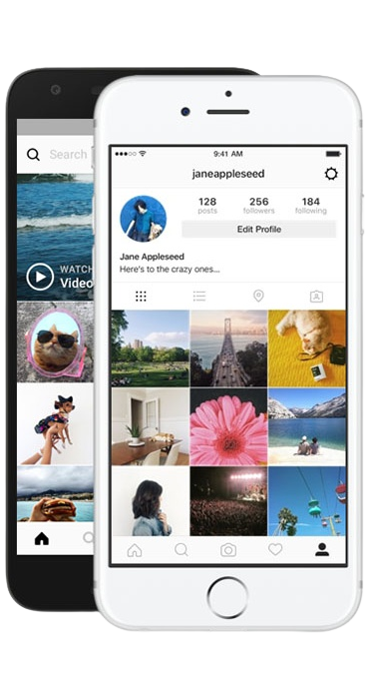 Search
WATCH
Video
9:41 AM
janeappleseed
128 256 184
posts followers following
Edit Profile
Jane Appleseed
Here's to the crazy ones...